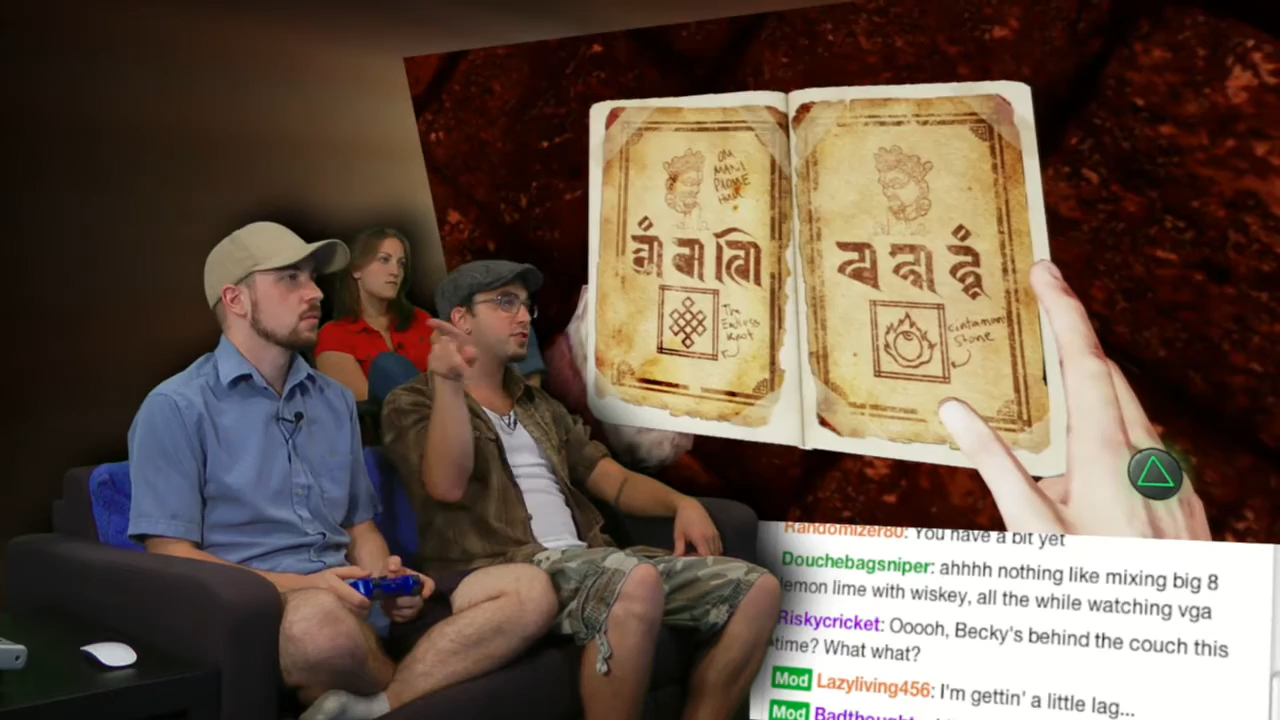 OM
MANI
PADME
HUM
The
Endless
Knot
Cintamani
Stone
Randomizer80: You have a bit yet
Douchebagsniper: ahhhh nothing like mixing big 8
lemon lime with wiskey, all the while watching vga
Riskycricket: Ooooh, Becky's behind the couch this
time? What what?
Mod Lazyliving456: I'm gettin' a little lag...
Mod